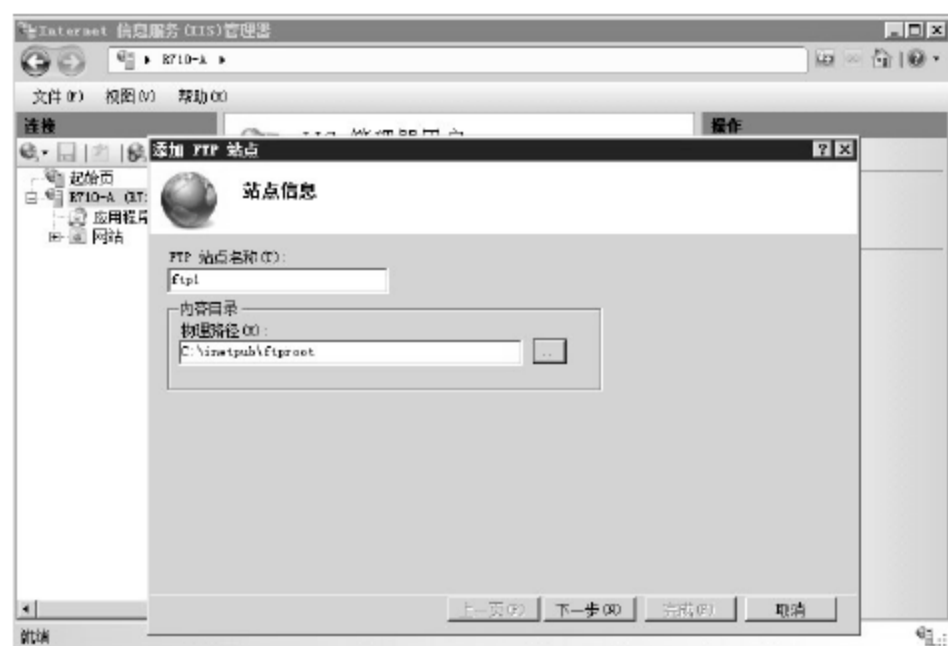 Internet 信息服务(IIS)管理器
R710-A
文件(F) 视图(V) 帮助(H)
连接
操作
起始页
R710-A (R7:
应用程序
网站
添加 FTP 站点
站点信息
FTP 站点名称(T):
ftp1
内容目录
物理路径(H):
C:\inetpub\ftproot
...
上一页(P) 下一步(N) 完成(F) 取消
就绪